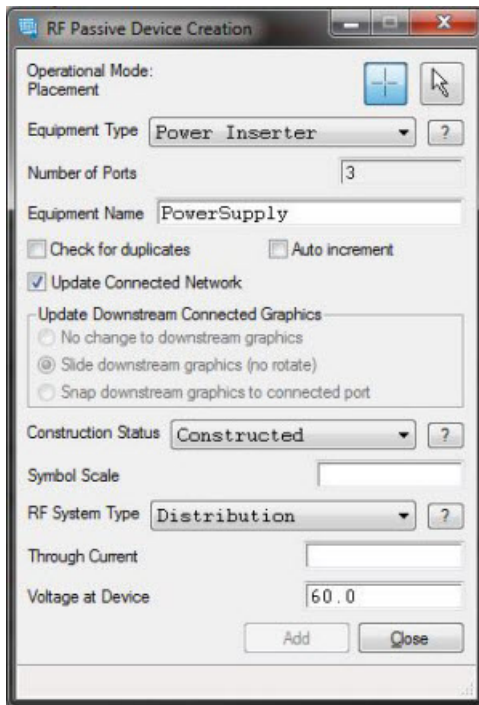 RF Passive Device Creation
Operational Mode:
Placement
Equipment Type Power Inserter ?
Number of Ports 3
Equipment Name PowerSupply
Check for duplicates Auto increment
Update Connected Network
Update Downstream Connected Graphics
No change to downstream graphics
Slide downstream graphics (no rotate)
Snap downstream graphics to connected port
Construction Status Constructed ?
Symbol Scale
RF System Type Distribution ?
Through Current
Voltage at Device 60.0
Add Close